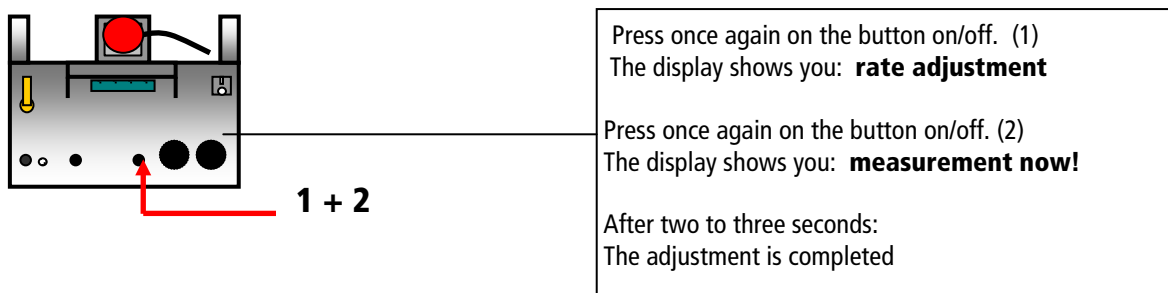 Press once again on the button on/off. (1)
The display shows you: rate adjustment
Press once again on the button on/off. (2)
The display shows you: measurement now!
After two to three seconds:
The adjustment is completed
1 + 2